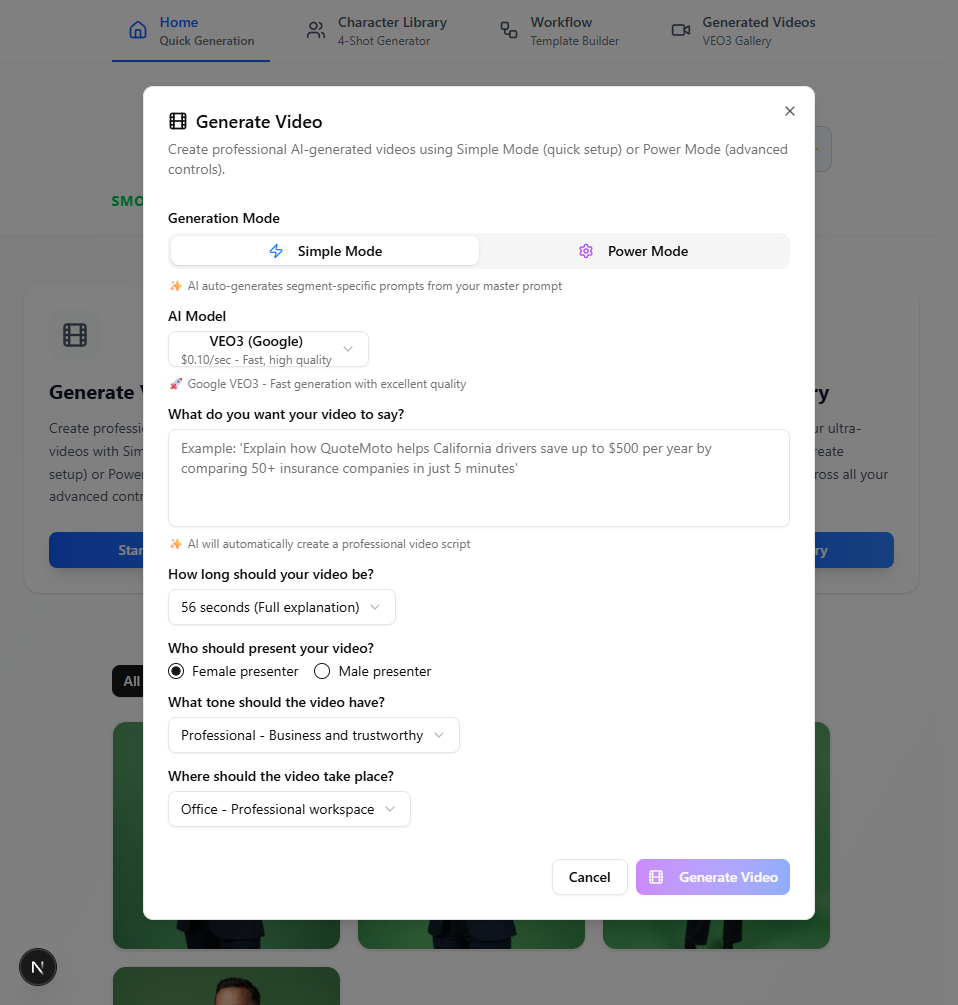 Home
Quick Generation
Character Library
4-Shot Generator
Workflow
Template Builder
Generated Videos
VEO3 Gallery
SMO
Generate Video
Create professional AI-generated videos using Simple Mode (quick setup) or Power Mode (advanced
controls).
Generation Mode
Simple Mode
Power Mode
✨ AI auto-generates segment-specific prompts from your master prompt
AI Model
VEO3 (Google)
$0.10/sec - Fast, high quality
🚀 Google VEO3 - Fast generation with excellent quality
What do you want your video to say?
Example: 'Explain how QuoteMoto helps California drivers save up to $500 per year by
comparing 50+ insurance companies in just 5 minutes'
✨ AI will automatically create a professional video script
How long should your video be?
56 seconds (Full explanation)
Who should present your video?
Female presenter
Male presenter
What tone should the video have?
Professional - Business and trustworthy
Where should the video take place?
Office - Professional workspace
Cancel
Generate Video
Generate
Create professi
videos with Sim
setup) or Powe
advanced cont
Star
ry
ur ultra-
reate
ross all your
ry
All
N